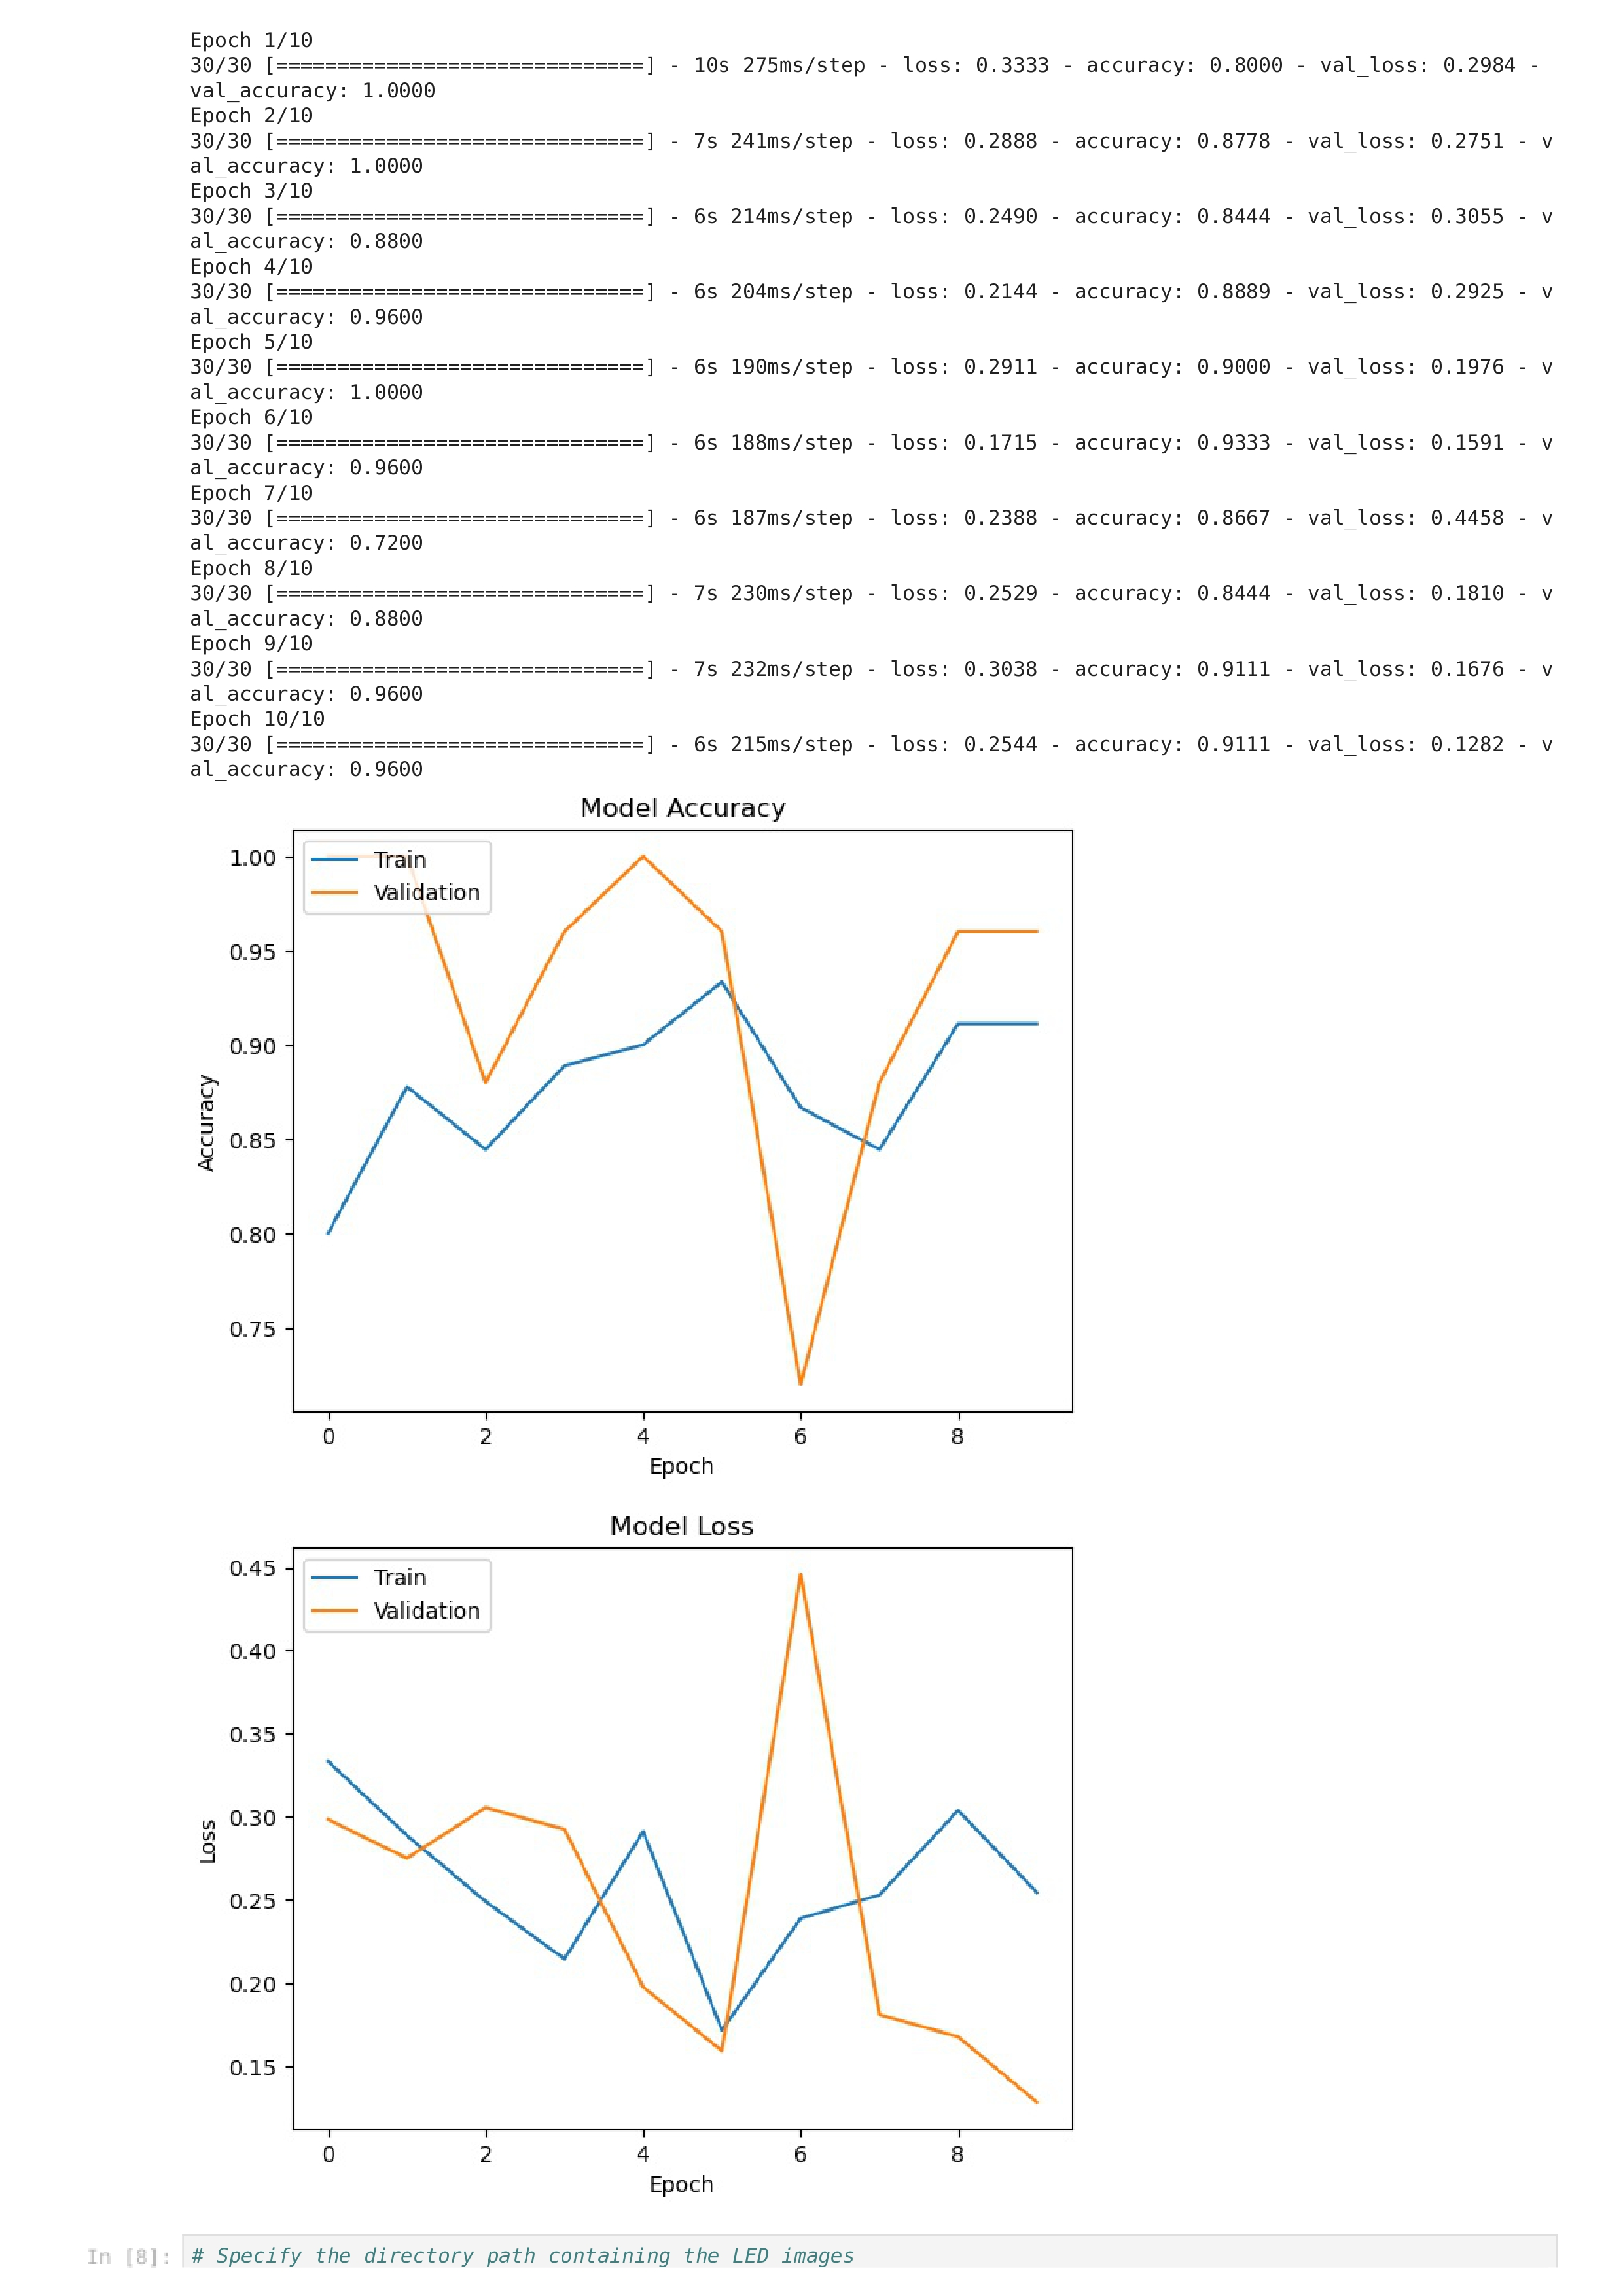 Epoch 1/10
30/30 [==============================] - 10s 275ms/step - loss: 0.3333 - accuracy: 0.8000 - val_loss: 0.2984 -
val_accuracy: 1.0000
Epoch 2/10
30/30 [==============================] - 7s 241ms/step - loss: 0.2888 - accuracy: 0.8778 - val_loss: 0.2751 - v
al_accuracy: 1.0000
Epoch 3/10
30/30 [==============================] - 6s 214ms/step - loss: 0.2490 - accuracy: 0.8444 - val_loss: 0.3055 - v
al_accuracy: 0.8800
Epoch 4/10
30/30 [==============================] - 6s 204ms/step - loss: 0.2144 - accuracy: 0.8889 - val_loss: 0.2925 - v
al_accuracy: 0.9600
Epoch 5/10
30/30 [==============================] - 6s 190ms/step - loss: 0.2911 - accuracy: 0.9000 - val_loss: 0.1976 - v
al_accuracy: 1.0000
Epoch 6/10
30/30 [==============================] - 6s 188ms/step - loss: 0.1715 - accuracy: 0.9333 - val_loss: 0.1591 - v
al_accuracy: 0.9600
Epoch 7/10
30/30 [==============================] - 6s 187ms/step - loss: 0.2388 - accuracy: 0.8667 - val_loss: 0.4458 - v
al_accuracy: 0.7200
Epoch 8/10
30/30 [==============================] - 7s 230ms/step - loss: 0.2529 - accuracy: 0.8444 - val_loss: 0.1810 - v
al_accuracy: 0.8800
Epoch 9/10
30/30 [==============================] - 7s 232ms/step - loss: 0.3038 - accuracy: 0.9111 - val_loss: 0.1676 - v
al_accuracy: 0.9600
Epoch 10/10
30/30 [==============================] - 6s 215ms/step - loss: 0.2544 - accuracy: 0.9111 - val_loss: 0.1282 - v
al_accuracy: 0.9600
Model Accuracy
Train
Validation
1.00
0.95
0.90
0.85
0.80
0.75
Accuracy
0 2 4 6 8
Epoch
Model Loss
Train
Validation
0.45
0.40
0.35
0.30
0.25
0.20
0.15
Loss
0 2 4 6 8
Epoch
In [8]: # Specify the directory path containing the LED images